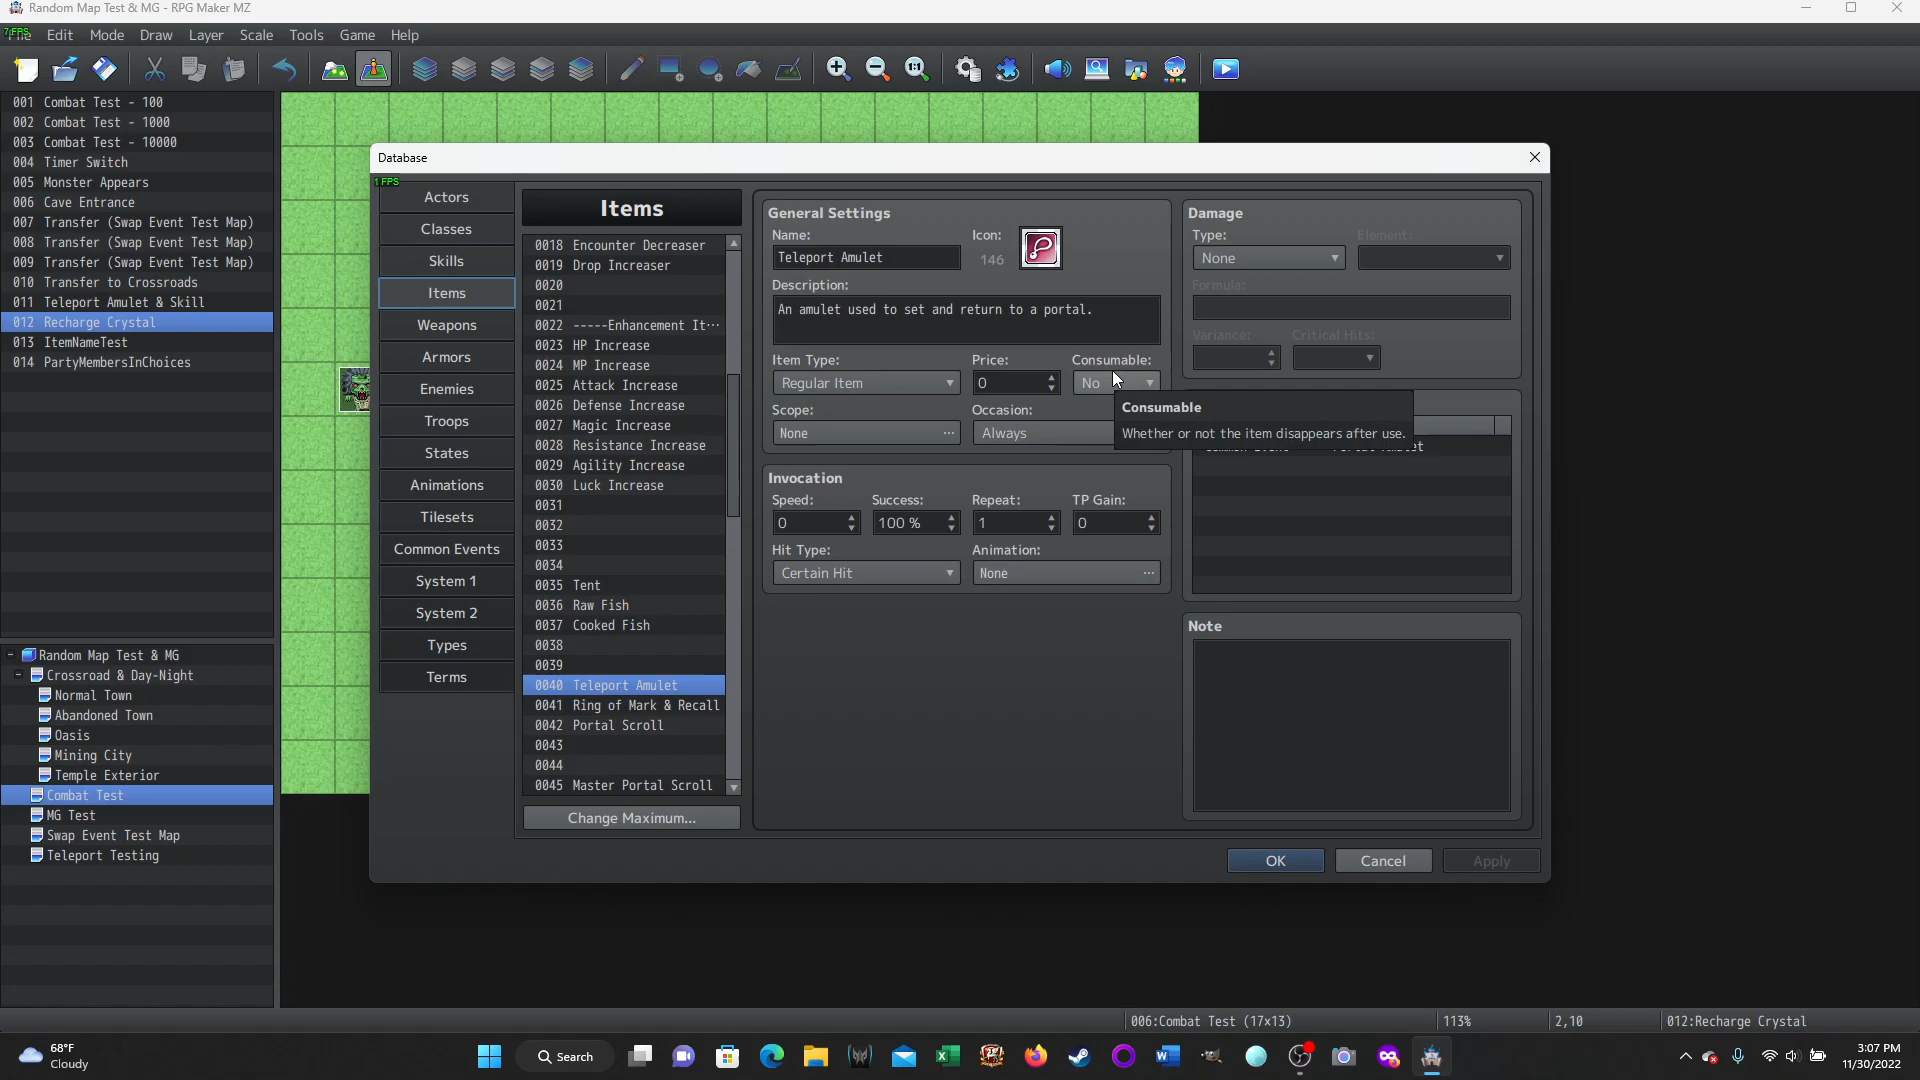 Random Map Test & MG - RPG Maker MZ
7 FPS
File Edit Mode Draw Layer Scale Tools Game Help
001 Combat Test - 100
002 Combat Test - 1000
003 Combat Test - 10000
004 Timer Switch
005 Monster Appears
006 Cave Entrance
007 Transfer (Swap Event Test Map)
008 Transfer (Swap Event Test Map)
009 Transfer (Swap Event Test Map)
010 Transfer to Crossroads
011 Teleport Amulet & Skill
012 Recharge Crystal
013 ItemNameTest
014 PartyMembersInChoices
Random Map Test & MG
Crossroad & Day-Night
Normal Town
Abandoned Town
Oasis
Mining City
Temple Exterior
Combat Test
MG Test
Swap Event Test Map
Teleport Testing
Database
1 FPS
Actors
Classes
Skills
Items
Weapons
Armors
Enemies
Troops
States
Animations
Tilesets
Common Events
System 1
System 2
Types
Terms
Items
0018 Encounter Decreaser
0019 Drop Increaser
0020
0021
0022 -----Enhancement It…
0023 HP Increase
0024 MP Increase
0025 Attack Increase
0026 Defense Increase
0027 Magic Increase
0028 Resistance Increase
0029 Agility Increase
0030 Luck Increase
0031
0032
0033
0034
0035 Tent
0036 Raw Fish
0037 Cooked Fish
0038
0039
0040 Teleport Amulet
0041 Ring of Mark & Recall
0042 Portal Scroll
0043
0044
0045 Master Portal Scroll
Change Maximum...
General Settings
Name: Icon:
Teleport Amulet 146
Description:
An amulet used to set and return to a portal.
Item Type: Price: Consumable:
Regular Item 0 No
Scope: Occasion:
None ... Always
Consumable
Whether or not the item disappears after use.
Invocation
Speed: Success: Repeat: TP Gain:
0 100 % 1 0
Hit Type: Animation:
Certain Hit None ...
Damage
Type: Element:
None
Formula:
Variance: Critical Hits:
Note
OK Cancel Apply
006:Combat Test (17x13) 113% 2,10 012:Recharge Crystal
68°F
Cloudy
Search
3:07 PM
11/30/2022